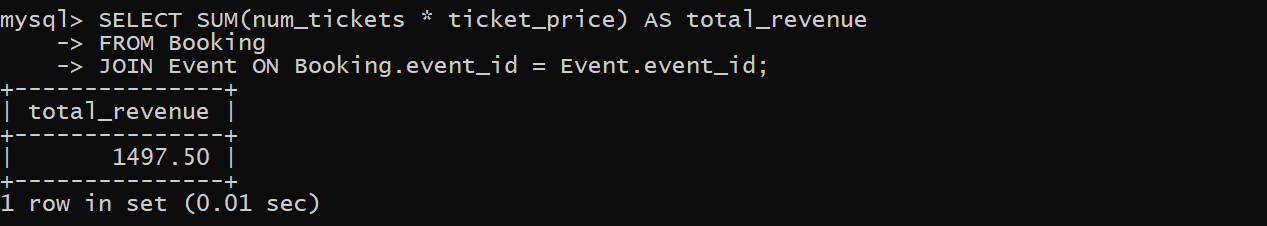 mysql> SELECT SUM(num_tickets * ticket_price) AS total_revenue
    -> FROM Booking
    -> JOIN Event ON Booking.event_id = Event.event_id;
+---------------+
| total_revenue |
+---------------+
|       1497.50 |
+---------------+
1 row in set (0.01 sec)